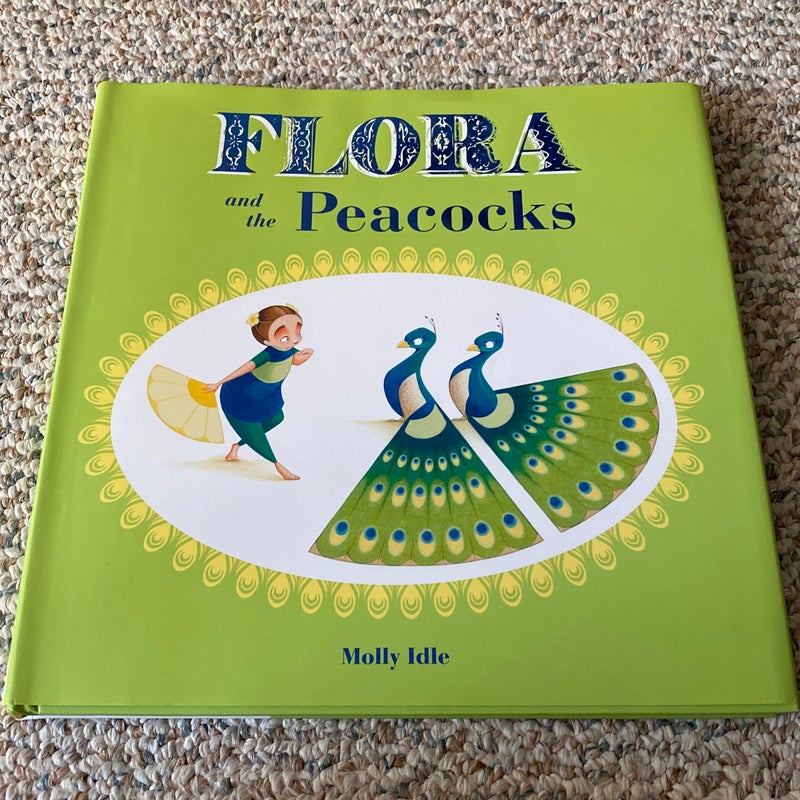 FLORA
and the Peacocks
Molly Idle